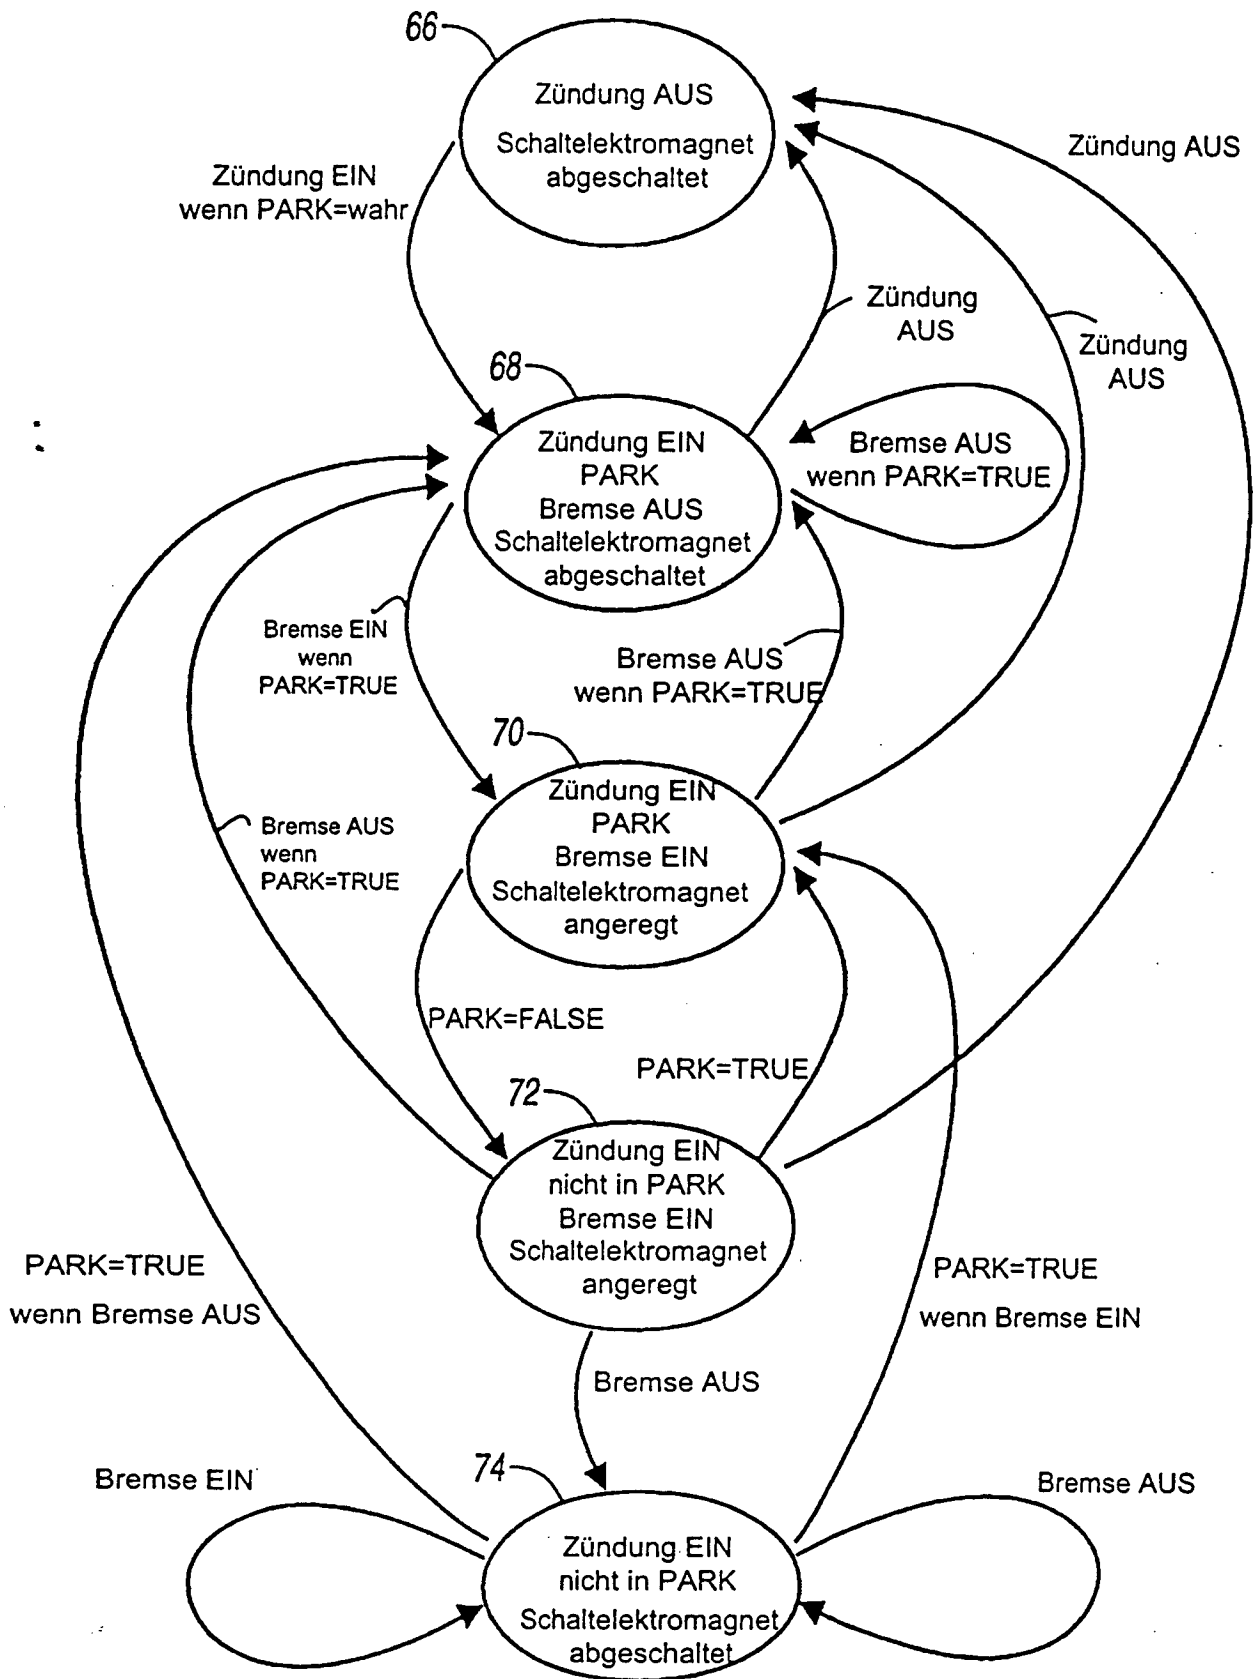 66
Zündung AUS
Schaltelektromagnet
abgeschaltet
Zündung EIN
wenn PARK=wahr
Zündung AUS
Zündung
AUS
Zündung
AUS
68
Zündung EIN
PARK
Bremse AUS
Schaltelektromagnet
abgeschaltet
Bremse AUS
wenn PARK=TRUE
Bremse EIN
wenn
PARK=TRUE
Bremse AUS
wenn PARK=TRUE
70
Zündung EIN
PARK
Bremse EIN
Schaltelektromagnet
angeregt
Bremse AUS
wenn
PARK=TRUE
PARK=FALSE
PARK=TRUE
72
Zündung EIN
nicht in PARK
Bremse EIN
Schaltelektromagnet
angeregt
PARK=TRUE
wenn Bremse AUS
PARK=TRUE
wenn Bremse EIN
Bremse AUS
74
Bremse EIN
Bremse AUS
Zündung EIN
nicht in PARK
Schaltelektromagnet
abgeschaltet